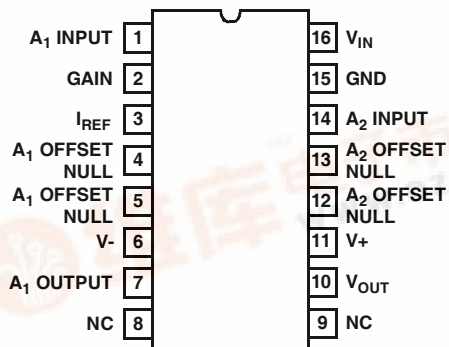 A1 INPUT 1 16 VIN
GAIN 2 15 GND
IREF 3 14 A2 INPUT
A1 OFFSET NULL 4 13 A2 OFFSET NULL
A1 OFFSET NULL 5 12 A2 OFFSET NULL
V- 6 11 V+
A1 OUTPUT 7 10 VOUT
NC 8 9 NC
维库